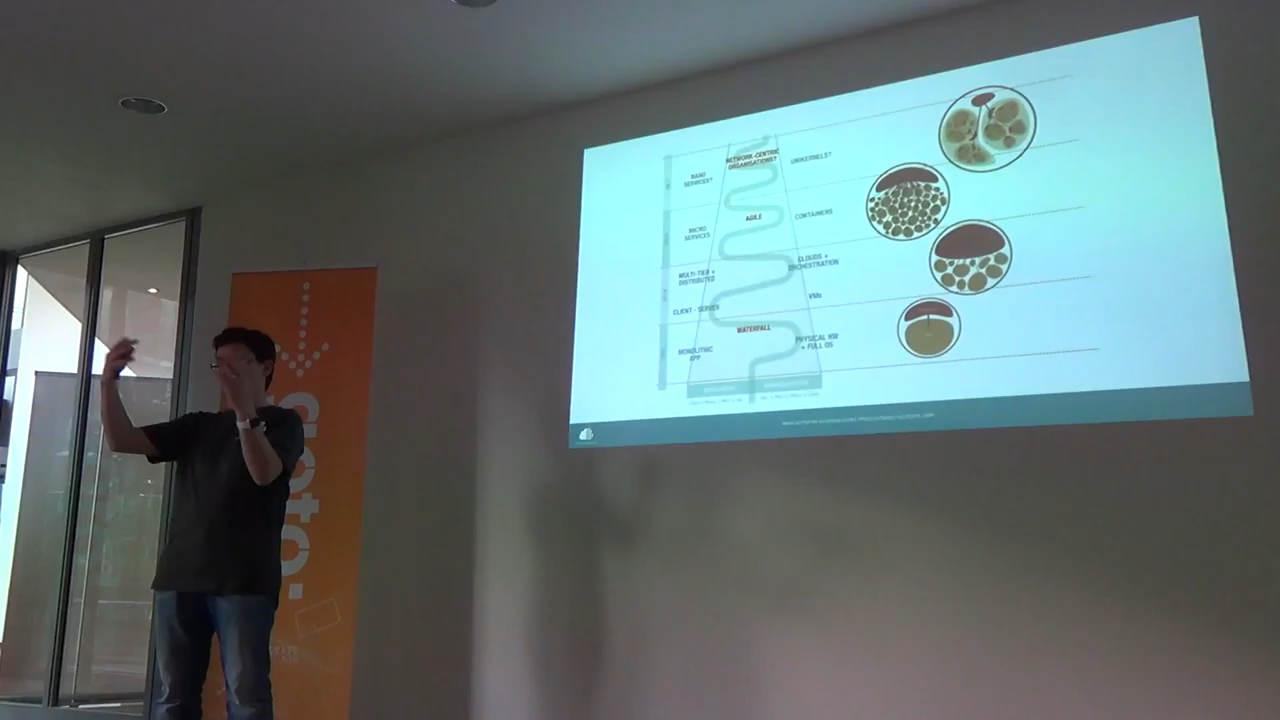 NETWORK-CENTRIC
ORGANISATIONS?
UNIKERNELS?
NANO
SERVICES?
AGILE
CONTAINERS
MICRO
SERVICES
CLOUDS +
ORCHESTRATION
MULTI-TIER +
DISTRIBUTED
VMs
CLIENT - SERVER
WATERFALL
PHYSICAL HW
+ FULL OS
MONOLITHIC
APP
goto.